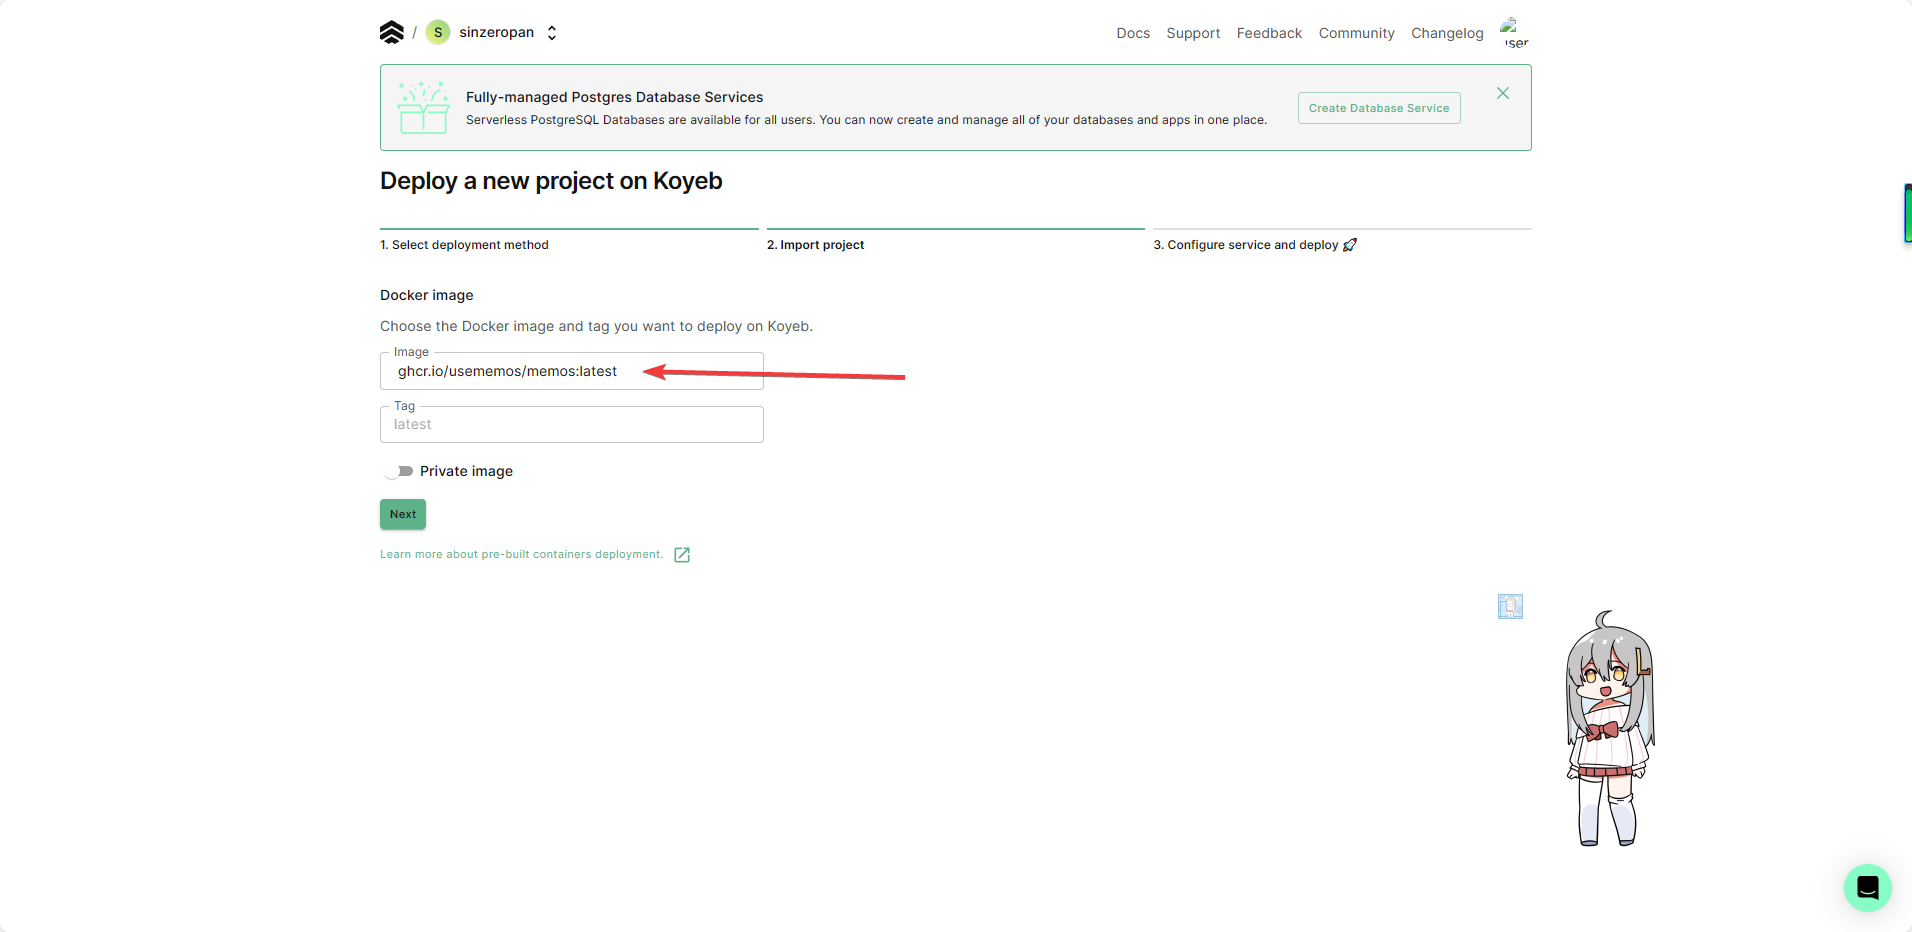 / S sinzeropan
Docs Support Feedback Community Changelog
user
Fully-managed Postgres Database Services
Serverless PostgreSQL Databases are available for all users. You can now create and manage all of your databases and apps in one place.
Create Database Service
Deploy a new project on Koyeb
1. Select deployment method
2. Import project
3. Configure service and deploy 🚀
Docker image
Choose the Docker image and tag you want to deploy on Koyeb.
Image
ghcr.io/usememos/memos:latest
Tag
latest
Private image
Next
Learn more about pre-built containers deployment.
L